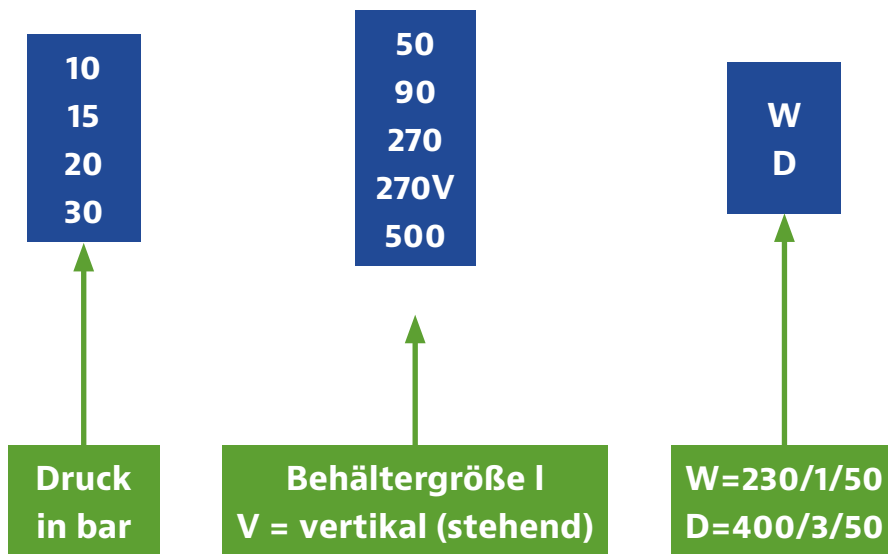 10
15
20
30
50
90
270
270V
500
W
D
Druck
in bar
Behältergröße l
V = vertikal (stehend)
W=230/1/50
D=400/3/50